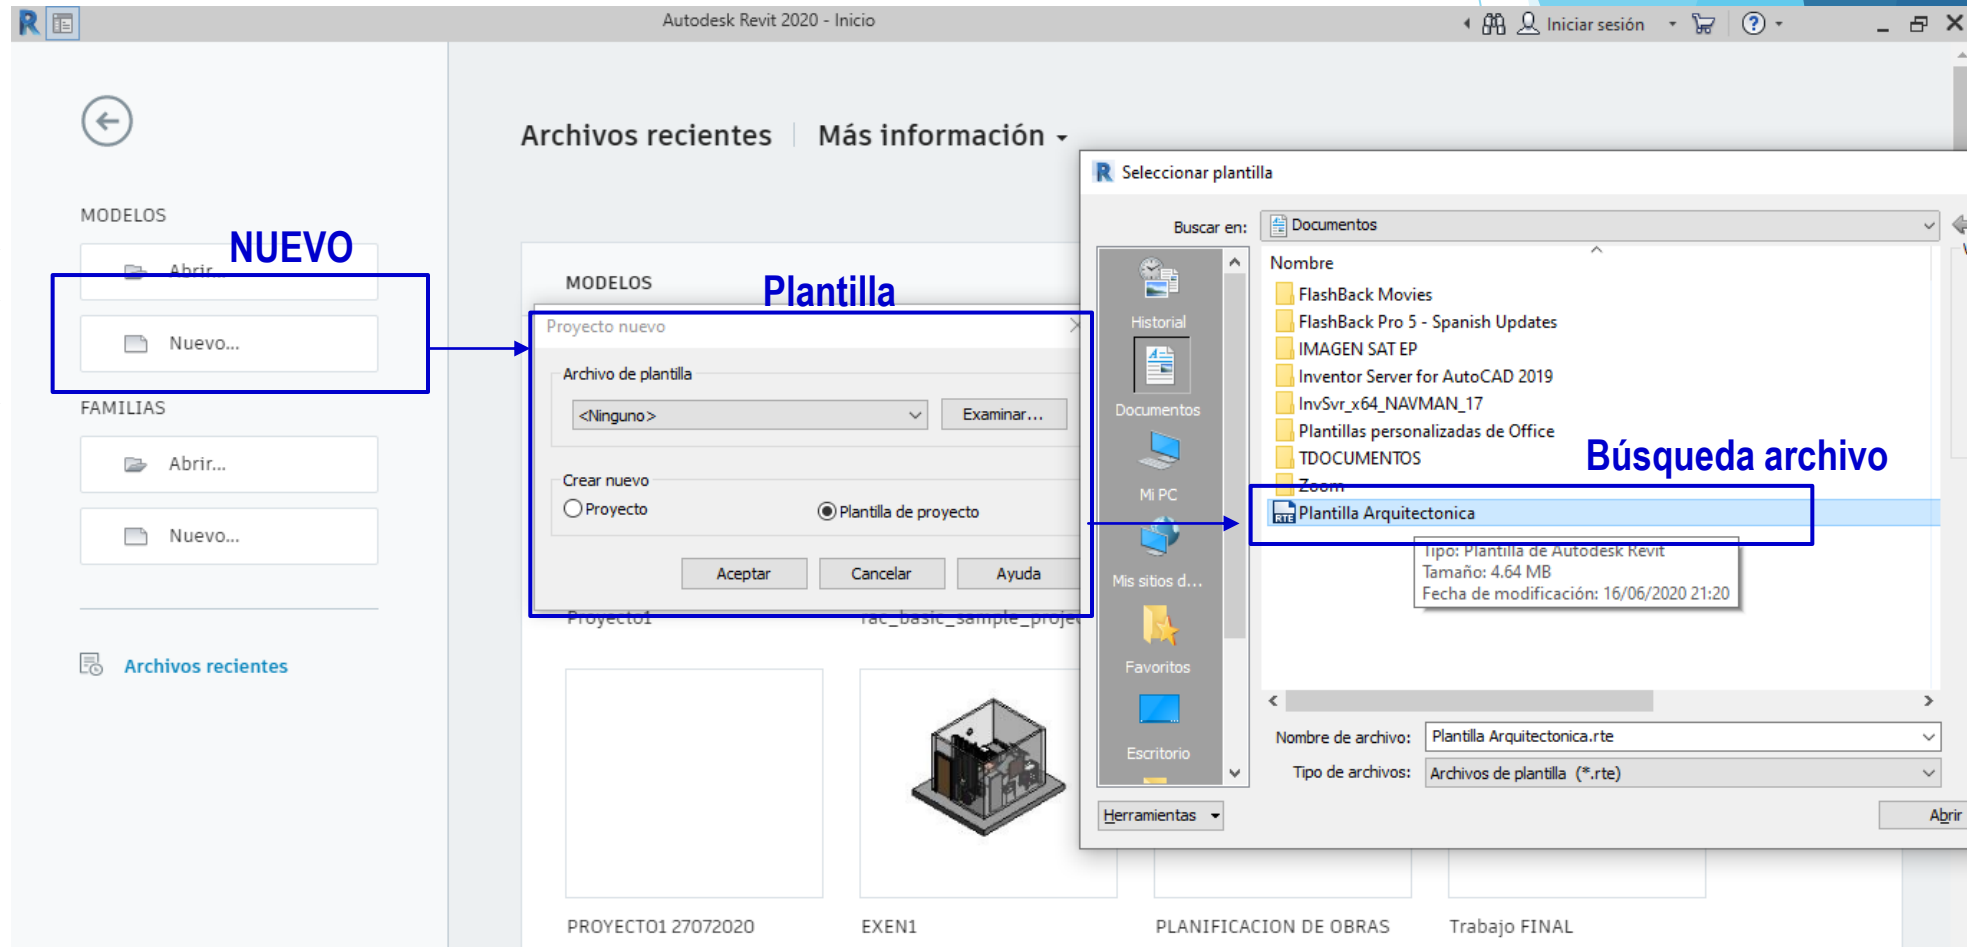 Autodesk Revit 2020 - Inicio
Iniciar sesión
Archivos recientes
Más información
MODELOS
Abrir...
NUEVO
Nuevo...
FAMILIAS
Abrir...
Nuevo...
Archivos recientes
MODELOS
Plantilla
Proyecto nuevo
Archivo de plantilla
<Ninguno>
Examinar...
Crear nuevo
Proyecto
Plantilla de proyecto
Aceptar
Cancelar
Ayuda
Proyecto1
rac_basic_sample_projec
PROYECTO1 27072020
EXEN1
PLANIFICACION DE OBRAS
Trabajo FINAL
Seleccionar plantilla
Buscar en:
Documentos
Historial
Documentos
Mi PC
Mis sitios d...
Favoritos
Escritorio
Nombre
FlashBack Movies
FlashBack Pro 5 - Spanish Updates
IMAGEN SAT EP
Inventor Server for AutoCAD 2019
InvSvr_x64_NAVMAN_17
Plantillas personalizadas de Office
TDOCUMENTOS
Zoom
Búsqueda archivo
RTE
Plantilla Arquitectonica
Tipo: Plantilla de Autodesk Revit
Tamaño: 4.64 MB
Fecha de modificación: 16/06/2020 21:20
Nombre de archivo:
Plantilla Arquitectonica.rte
Tipo de archivos:
Archivos de plantilla (*.rte)
Herramientas
Abrir